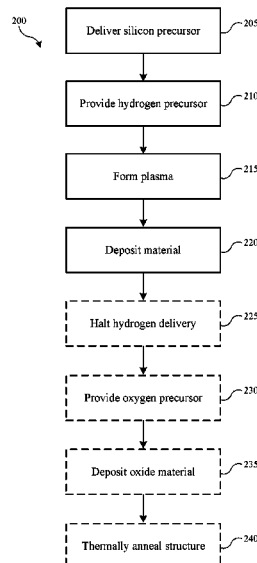 200
Deliver silicon precursor
205
Provide hydrogen precursor
210
Form plasma
215
Deposit material
220
Halt hydrogen delivery
225
Provide oxygen precursor
230
Deposit oxide material
235
Thermally anneal structure
240